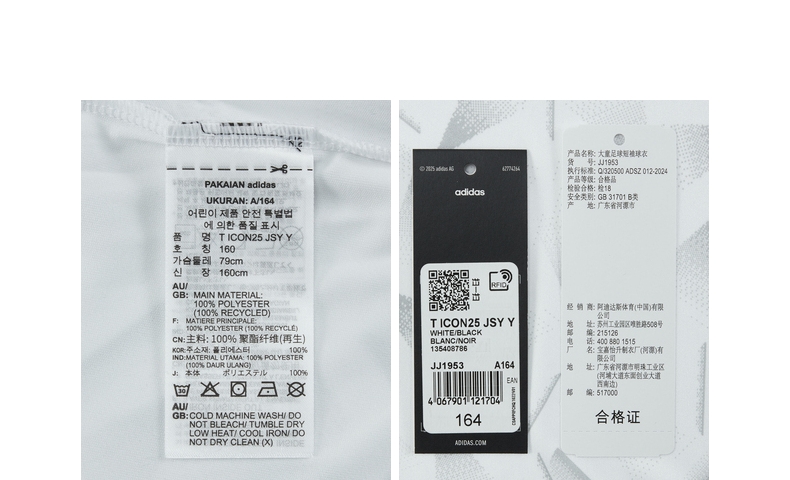 PAKAIAN adidas
UKURAN: A/164
어린이 제품 안전 특별법
에 의한 품질 표시
품 명 T ICON25 JSY Y
호 칭 160
가슴둘레 79cm
신 장 160cm
AU/
GB: MAIN MATERIAL:
100% POLYESTER
(100% RECYCLED)
F: MATIERE PRINCIPALE:
100% POLYESTER (100% RECYCLÉ)
CN: 主料: 100% 聚酯纤维(再生)
KOR: 주소재: 폴리에스터 100%
IND: MATERIAL UTAMA: 100% POLYESTER
(100% DAUR ULANG)
J: 本体 ポリエステル 100%
AU/
GB: COLD MACHINE WASH/ DO
NOT BLEACH/ TUMBLE DRY
LOW HEAT/ COOL IRON/ DO
NOT DRY CLEAN (X)
© 2025 adidas AG
62774264
adidas
RFID
T ICON25 JSY Y
WHITE/BLACK
BLANC/NOIR
135408786
JJ1953 A164
EAN
4 067901 121704
164
ADIDAS.COM
产品名称: 大童足球短袖球衣
货 号: JJ1953
执行标准: Q/320500 ADSZ 012-2024
产品等级: 合格品
检验合格: 检18
安全类别: GB 31701 B类
产 地: 广东省河源市
经 销 商: 阿迪达斯体育(中国)有限
公司
地 址: 苏州工业园区唯胜路508号
邮 编: 215126
电 话: 400 880 1515
厂 名: 宝嘉怡升制衣厂(河源)有
限公司
地 址: 广东省河源市明珠工业区
(河埔大道东源创业大道
西南边)
邮 编: 517000
合格证